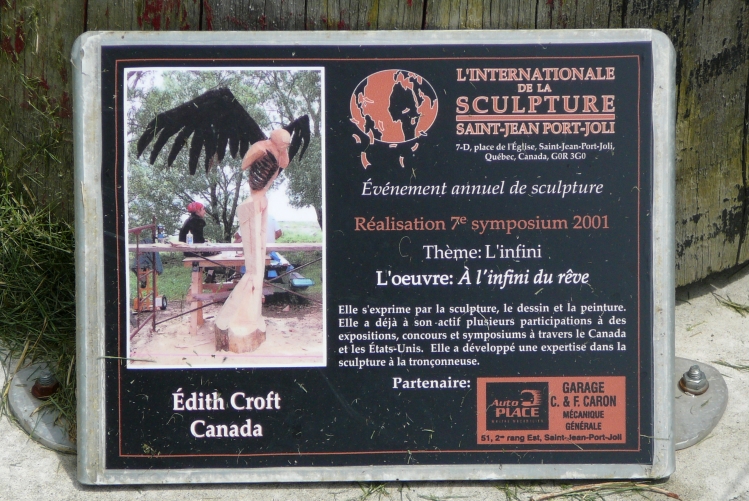 L'INTERNATIONALE
DE LA
SCULPTURE
SAINT-JEAN PORT-JOLI
7-D, place de l'Église, Saint-Jean-Port-Joli,
Québec, Canada, G0R 3G0
Événement annuel de sculpture
Réalisation 7e symposium 2001
Thème: L'infini
L'oeuvre: À l'infini du rêve
Elle s'exprime par la sculpture, le dessin et la peinture.
Elle a déjà à son actif plusieurs participations à des
expositions, concours et symposiums à travers le Canada
et les États-Unis. Elle a développé une expertise dans la
sculpture à la tronçonneuse.
Édith Croft
Canada
Partenaire:
Auto
PLACE
GARAGE
C. & F. CARON
MÉCANIQUE
GÉNÉRALE
51, 2e rang Est, Saint-Jean-Port-Joli